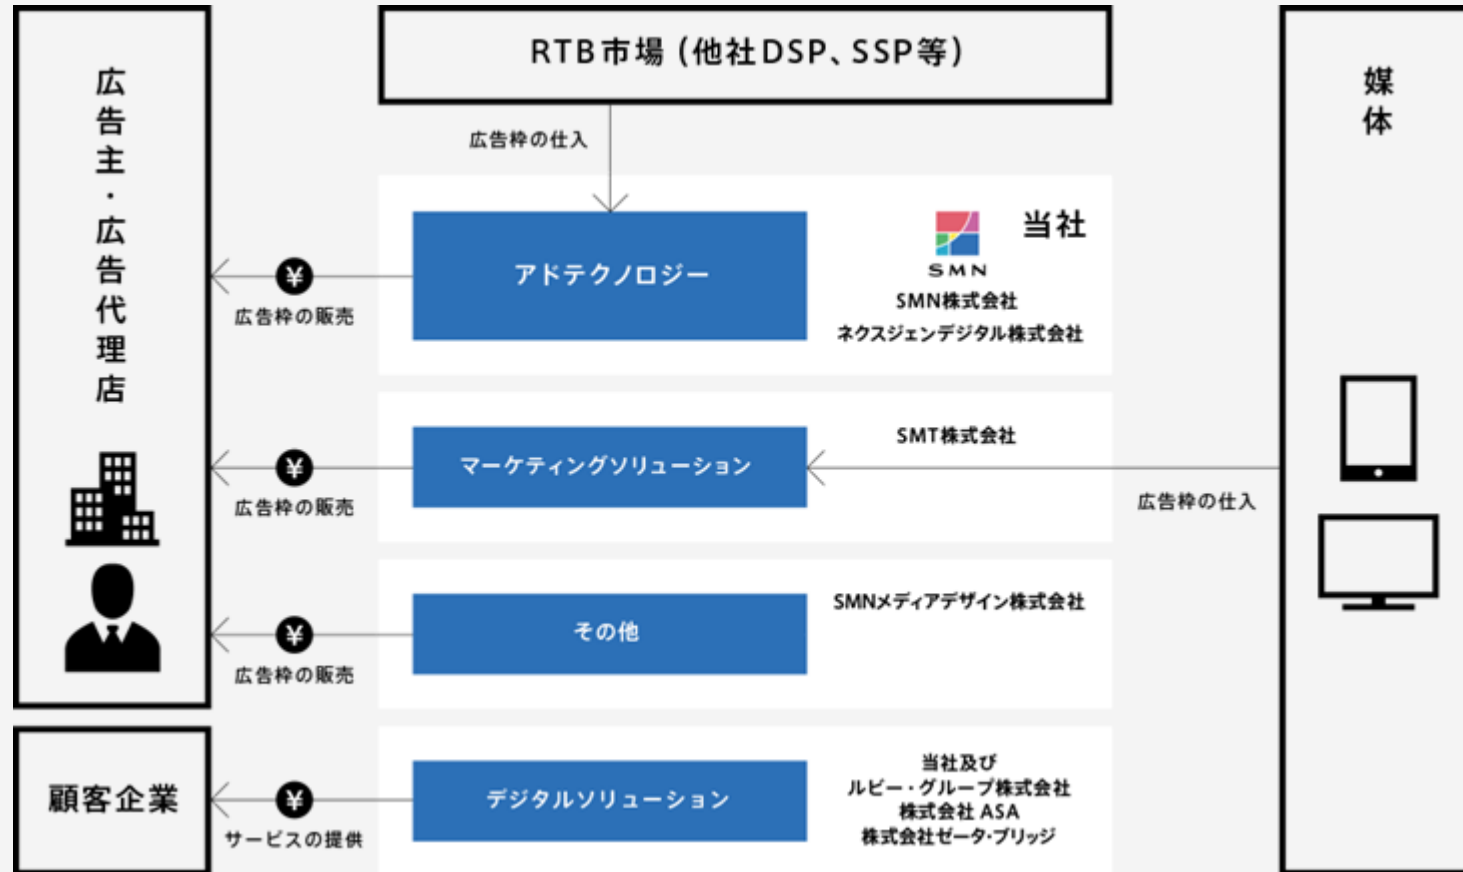 RTB市場 (他社DSP、SSP等)
広告主・広告代理店
媒体
広告枠の仕入
アドテクノロジー
SMN
当社
SMN株式会社
ネクスジェンデジタル株式会社
¥
広告枠の販売
マーケティングソリューション
SMT株式会社
¥
広告枠の販売
広告枠の仕入
その他
SMNメディアデザイン株式会社
¥
広告枠の販売
顧客企業
¥
サービスの提供
デジタルソリューション
当社及び
ルビー・グループ株式会社
株式会社 ASA
株式会社ゼータ・ブリッジ